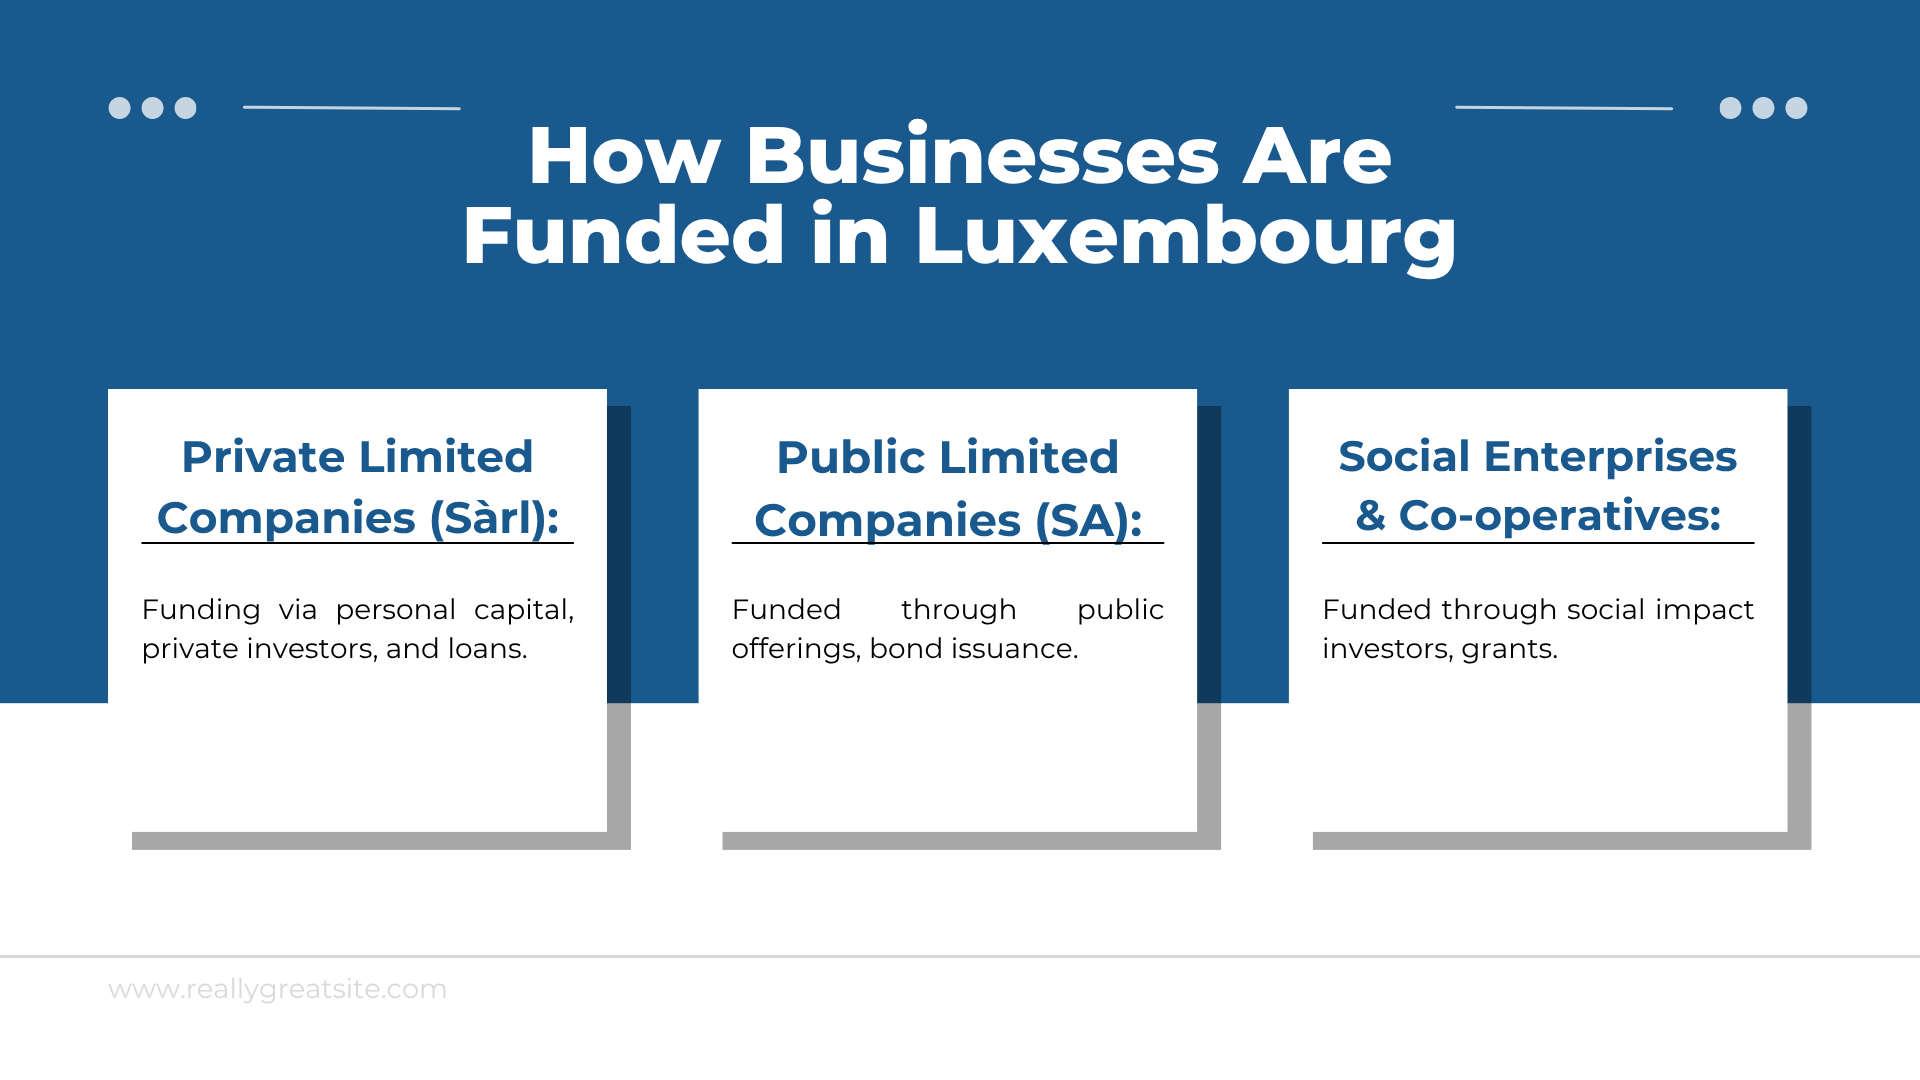 How Businesses Are
Funded in Luxembourg
Private Limited
Companies (Sàrl):
Funding via personal capital,
private investors, and loans.
Public Limited
Companies (SA):
Funded through public
offerings, bond issuance.
Social Enterprises
& Co-operatives:
Funded through social impact
investors, grants.
www.reallygreatsite.com